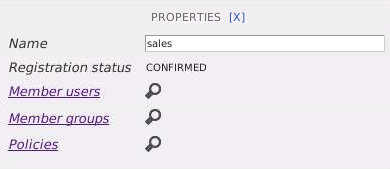 PROPERTIES [X]
Name sales
Registration status CONFIRMED
Member users
Member groups
Policies